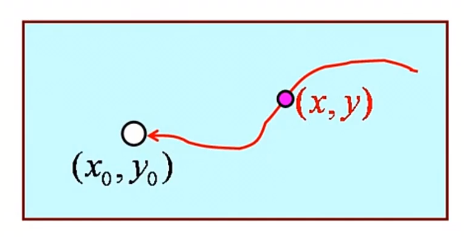 (x, y)
(x₀, y₀)